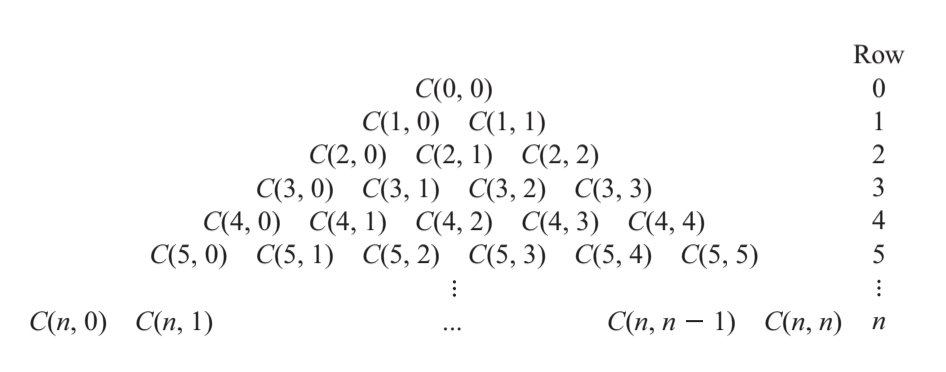 Row
C(0, 0) 0
C(1, 0) C(1, 1) 1
C(2, 0) C(2, 1) C(2, 2) 2
C(3, 0) C(3, 1) C(3, 2) C(3, 3) 3
C(4, 0) C(4, 1) C(4, 2) C(4, 3) C(4, 4) 4
C(5, 0) C(5, 1) C(5, 2) C(5, 3) C(5, 4) C(5, 5) 5
⋮ ⋮
C(n, 0) C(n, 1) ... C(n, n − 1) C(n, n) n